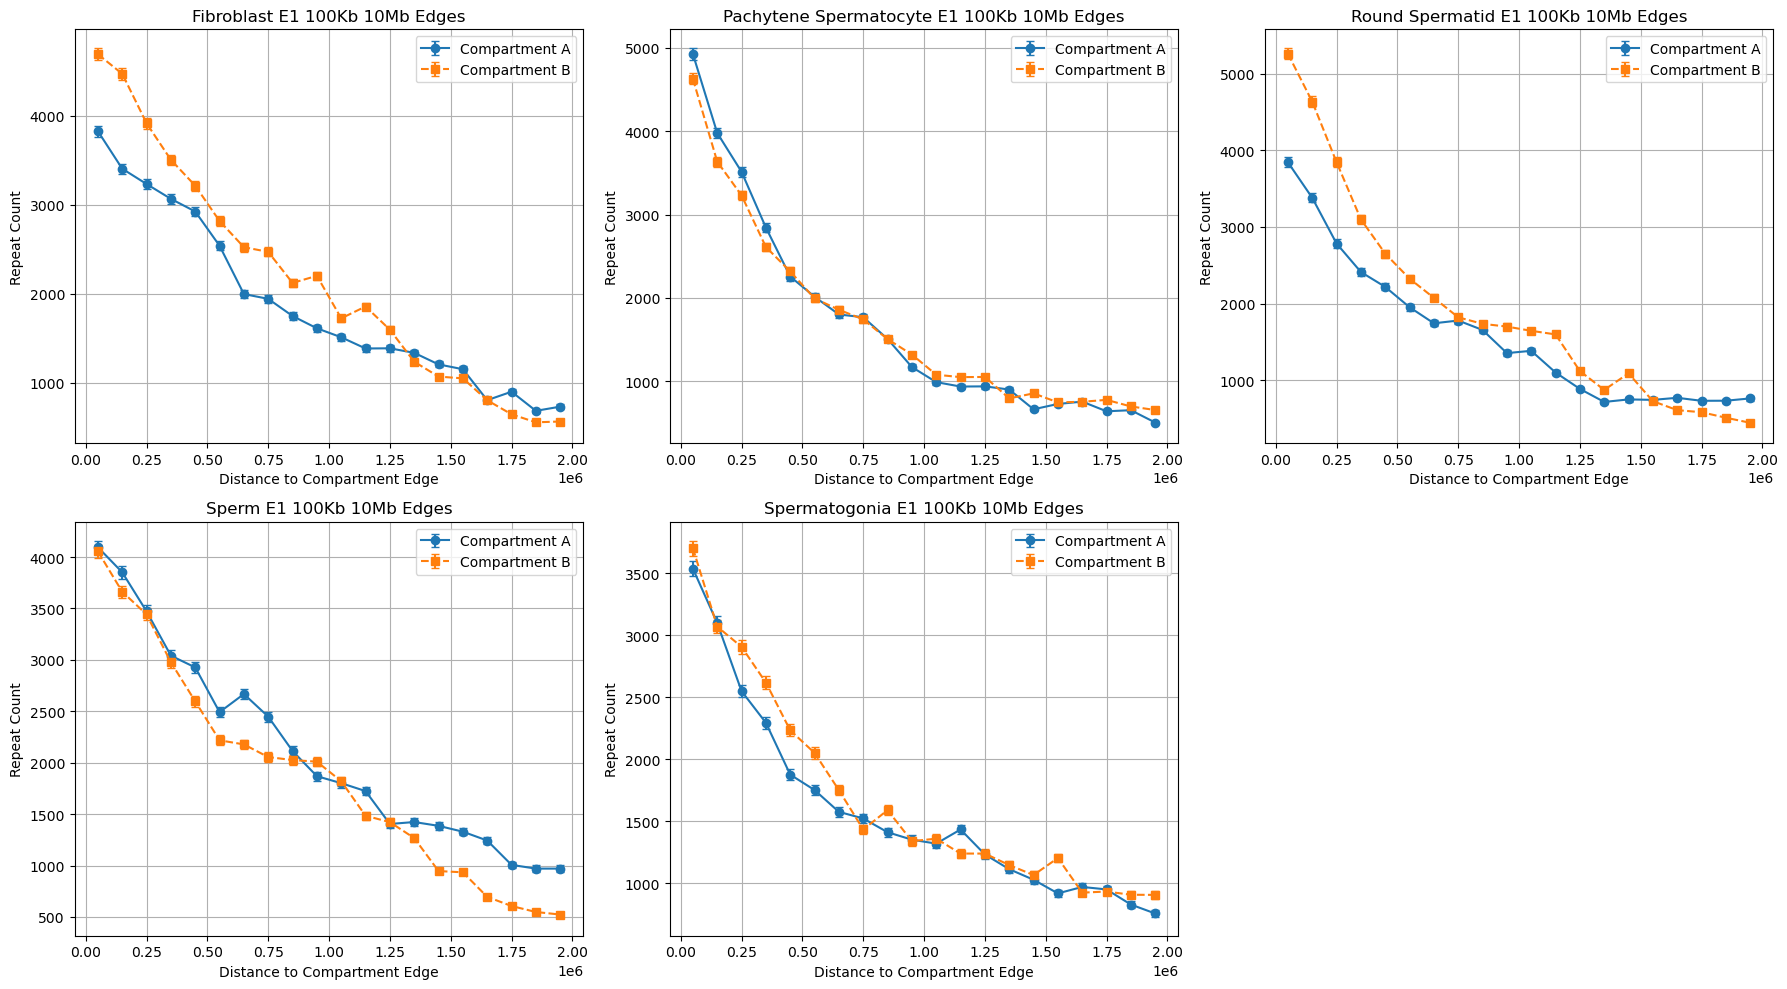 Fibroblast E1 100Kb 10Mb Edges
Compartment A
Compartment B
Repeat Count
4000
3000
2000
1000
0.00 0.25 0.50 0.75 1.00 1.25 1.50 1.75 2.00
Distance to Compartment Edge
1e6
Pachytene Spermatocyte E1 100Kb 10Mb Edges
Compartment A
Compartment B
Repeat Count
5000
4000
3000
2000
1000
0.00 0.25 0.50 0.75 1.00 1.25 1.50 1.75 2.00
Distance to Compartment Edge
1e6
Round Spermatid E1 100Kb 10Mb Edges
Compartment A
Compartment B
Repeat Count
5000
4000
3000
2000
1000
0.00 0.25 0.50 0.75 1.00 1.25 1.50 1.75 2.00
Distance to Compartment Edge
1e6
Sperm E1 100Kb 10Mb Edges
Compartment A
Compartment B
Repeat Count
4000
3500
3000
2500
2000
1500
1000
500
0.00 0.25 0.50 0.75 1.00 1.25 1.50 1.75 2.00
Distance to Compartment Edge
1e6
Spermatogonia E1 100Kb 10Mb Edges
Compartment A
Compartment B
Repeat Count
3500
3000
2500
2000
1500
1000
0.00 0.25 0.50 0.75 1.00 1.25 1.50 1.75 2.00
Distance to Compartment Edge
1e6